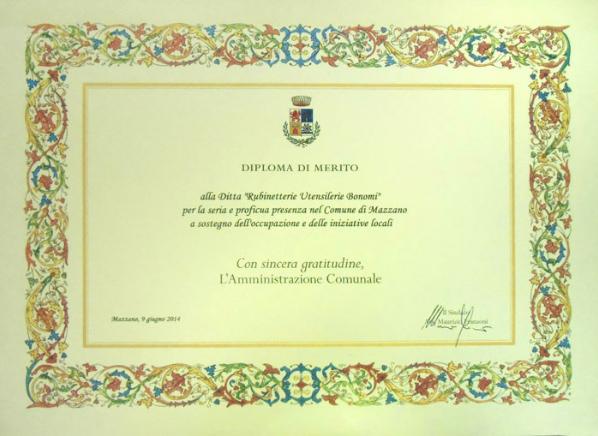 DIPLOMA DI MERITO
alla Ditta "Rubinetterie Utensilerie Bonomi"
per la seria e proficua presenza nel Comune di Mazzano
a sostegno dell'occupazione e delle iniziative locali
Con sincera gratitudine,
L'Amministrazione Comunale
Mazzano, 9 giugno 2014
Il Sindaco
Maurizio